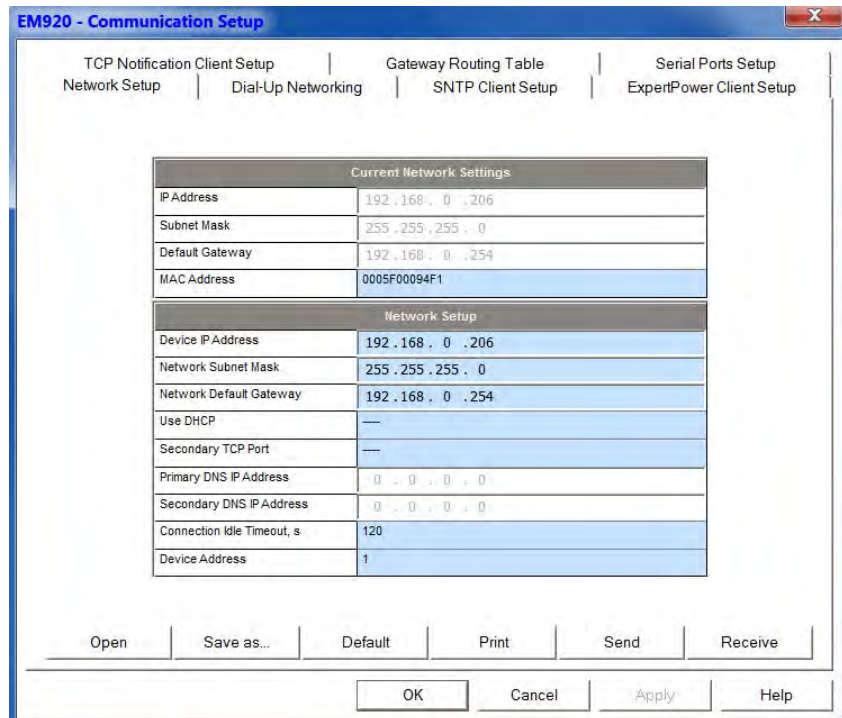 EM920 - Communication Setup
X
TCP Notification Client Setup Gateway Routing Table Serial Ports Setup
Network Setup Dial-Up Networking SNTP Client Setup ExpertPower Client Setup
Current Network Settings
IP Address 192.168. 0 .206
Subnet Mask 255.255.255. 0
Default Gateway 192.168. 0 .254
MAC Address 0005F00094F1
Network Setup
Device IP Address 192.168. 0 .206
Network Subnet Mask 255.255.255. 0
Network Default Gateway 192.168. 0 .254
Use DHCP ----
Secondary TCP Port ----
Primary DNS IP Address 0 . 0 . 0 . 0
Secondary DNS IP Address 0 . 0 . 0 . 0
Connection Idle Timeout, s 120
Device Address 1
Open Save as... Default Print Send Receive
OK Cancel Apply Help